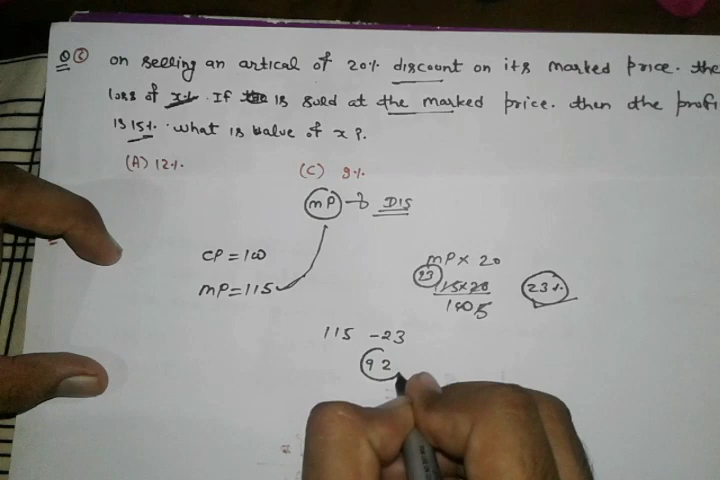 Q② on selling an artical of 20% discount on its marked price. the
loss of x%. If is sold at the marked price. then the profi
is 15%. what is value of x?.
(A) 12%. (C) 9%.
MP → DIS
CP = 100
MP = 115
MP × 20
23
115×20
100 5
23%
115 - 23
92